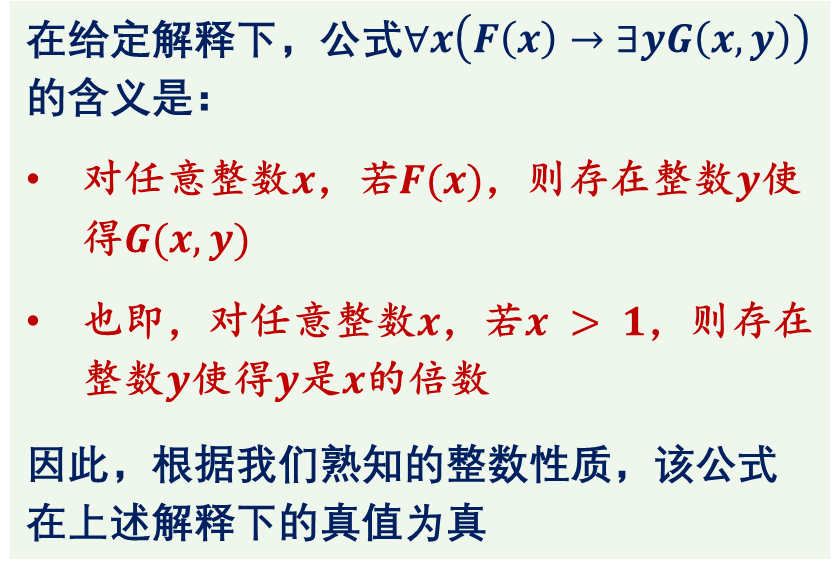 在给定解释下，公式∀x(F(x) → ∃yG(x, y))
的含义是：
• 对任意整数x，若F(x)，则存在整数y使
得G(x, y)
• 也即，对任意整数x，若x > 1，则存在
整数y使得y是x的倍数
因此，根据我们熟知的整数性质，该公式
在上述解释下的真值为真